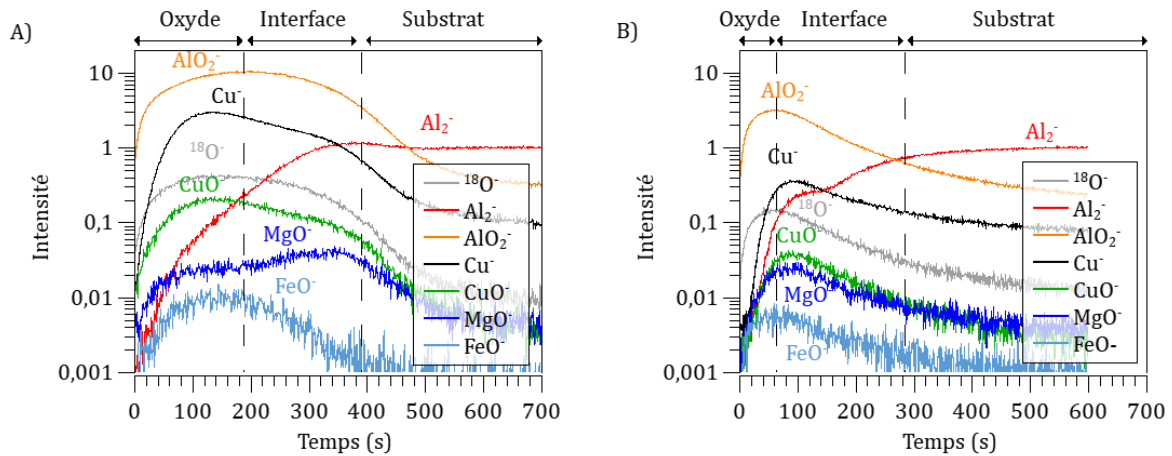 A)
Oxyde Interface Substrat
AlO₂⁻
Cu⁻
¹⁸O⁻
CuO⁻
MgO⁻
FeO⁻
Al₂⁻
¹⁸O⁻
Al₂⁻
AlO₂⁻
Cu⁻
CuO⁻
MgO⁻
FeO⁻
10
1
0,1
0,01
0,001
Intensité
0 100 200 300 400 500 600 700
Temps (s)
B)
Oxyde Interface Substrat
AlO₂⁻
Cu⁻
¹⁸O⁻
CuO⁻
MgO⁻
FeO⁻
Al₂⁻
¹⁸O⁻
Al₂⁻
AlO₂⁻
Cu⁻
CuO⁻
MgO⁻
FeO-
10
1
0,1
0,01
0,001
Intensité
0 100 200 300 400 500 600 700
Temps (s)